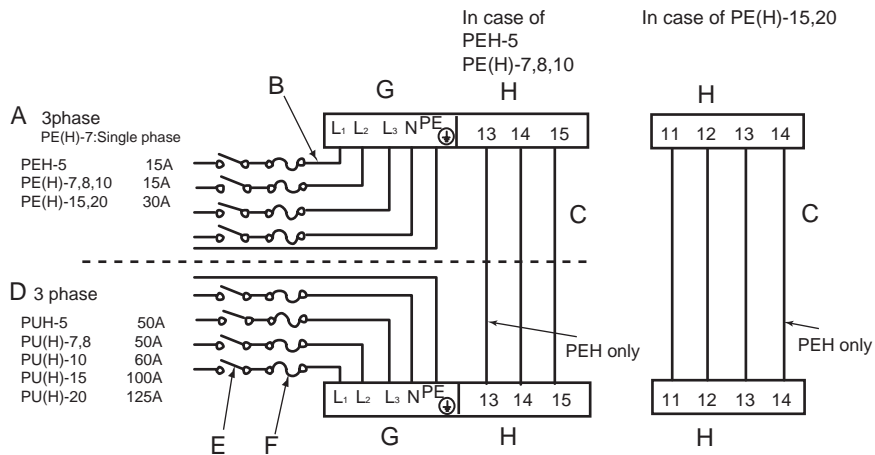 In case of
PEH-5
PE(H)-7,8,10
In case of PE(H)-15,20
B
G
H
H
A 3phase
PE(H)-7:Single phase
L1 L2 L3 N PE 13 14 15
11 12 13 14
PEH-5 15A
PE(H)-7,8,10 15A
PE(H)-15,20 30A
C
C
D 3 phase
PUH-5 50A
PU(H)-7,8 50A
PU(H)-10 60A
PU(H)-15 100A
PU(H)-20 125A
PEH only
PEH only
L1 L2 L3 N PE 13 14 15
11 12 13 14
E
F
G
H
H